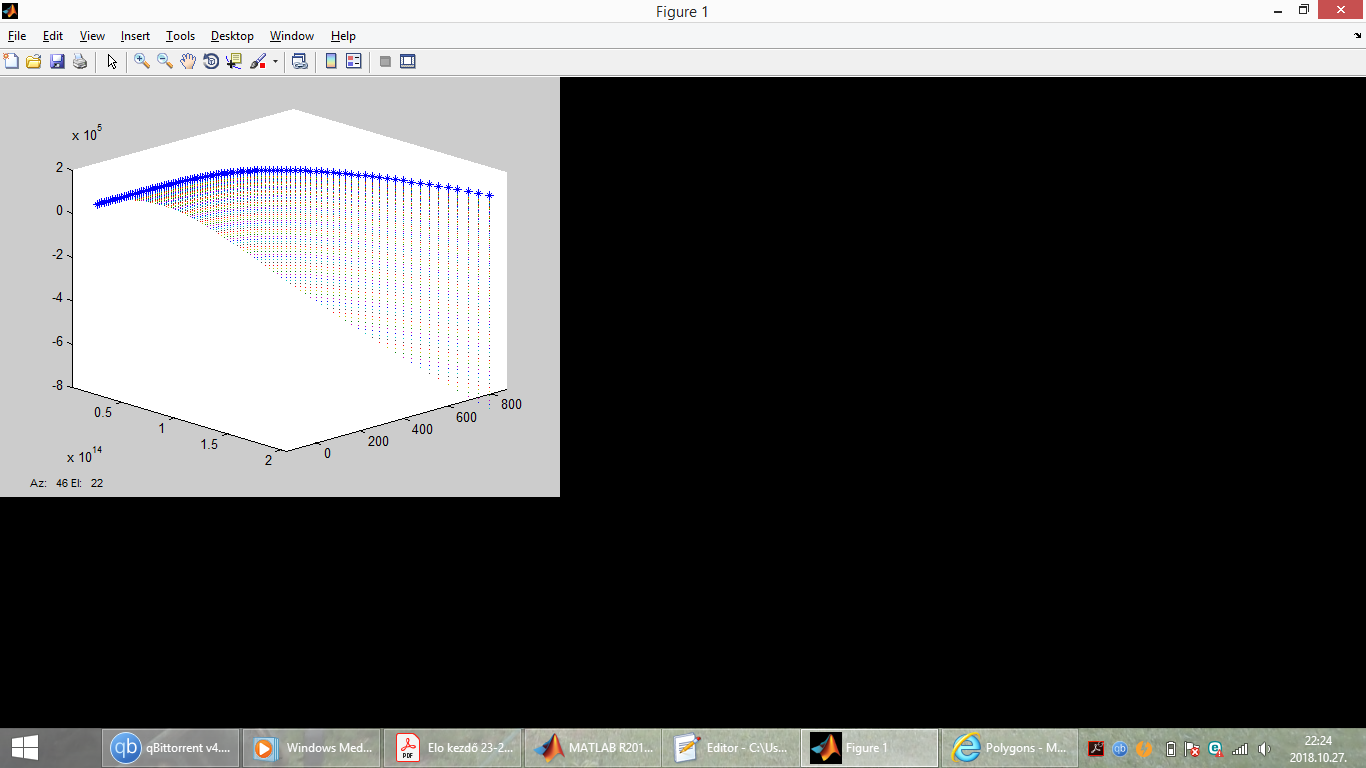 Figure 1
File Edit View Insert Tools Desktop Window Help
x 10^5
2
0
-2
-4
-6
-8
0.5
1
1.5
2
x 10^14
0
200
400
600
800
Az: 46 El: 22
qBittorrent v4....
Windows Med...
Elo kezdő 23-2...
MATLAB R201...
Editor - C:\Us...
Figure 1
Polygons - M...
22:24
2018.10.27.